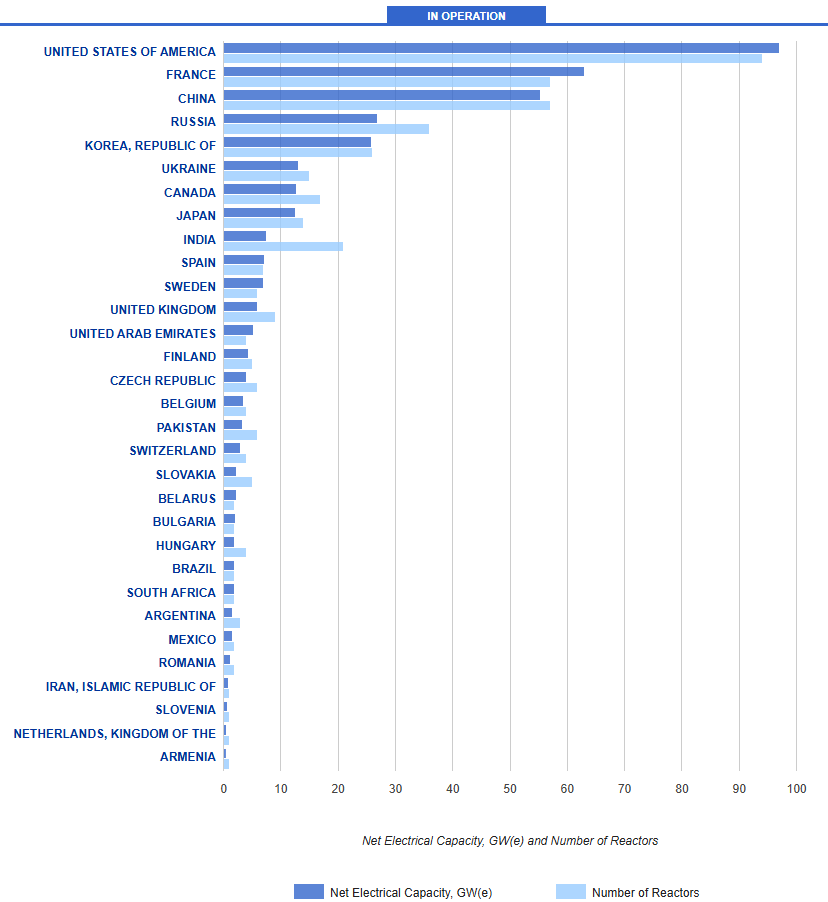 IN OPERATION
UNITED STATES OF AMERICA
FRANCE
CHINA
RUSSIA
KOREA, REPUBLIC OF
UKRAINE
CANADA
JAPAN
INDIA
SPAIN
SWEDEN
UNITED KINGDOM
UNITED ARAB EMIRATES
FINLAND
CZECH REPUBLIC
BELGIUM
PAKISTAN
SWITZERLAND
SLOVAKIA
BELARUS
BULGARIA
HUNGARY
BRAZIL
SOUTH AFRICA
ARGENTINA
MEXICO
ROMANIA
IRAN, ISLAMIC REPUBLIC OF
SLOVENIA
NETHERLANDS, KINGDOM OF THE
ARMENIA
0 10 20 30 40 50 60 70 80 90 100
Net Electrical Capacity, GW(e) and Number of Reactors
Net Electrical Capacity, GW(e) Number of Reactors